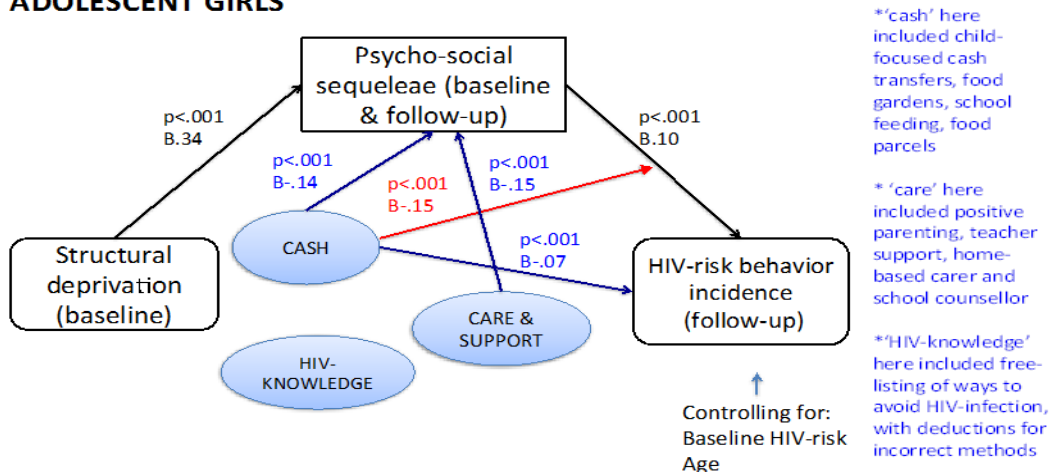 ADOLESCENT GIRLS
Psycho-social
sequeleae (baseline
& follow-up)
p<.001
B.34
p<.001
B-.14
p<.001
B-.15
p<.001
B-.15
p<.001
B.10
CASH
p<.001
B-.07
Structural
deprivation
(baseline)
HIV-risk behavior
incidence
(follow-up)
CARE &
SUPPORT
HIV-
KNOWLEDGE
Controlling for:
Baseline HIV-risk
Age
*‘cash’ here
included child-
focused cash
transfers, food
gardens, school
feeding, food
parcels
* ‘care’ here
included positive
parenting, teacher
support, home-
based carer and
school counsellor
*‘HIV-knowledge’
here included free-
listing of ways to
avoid HIV-infection,
with deductions for
incorrect methods